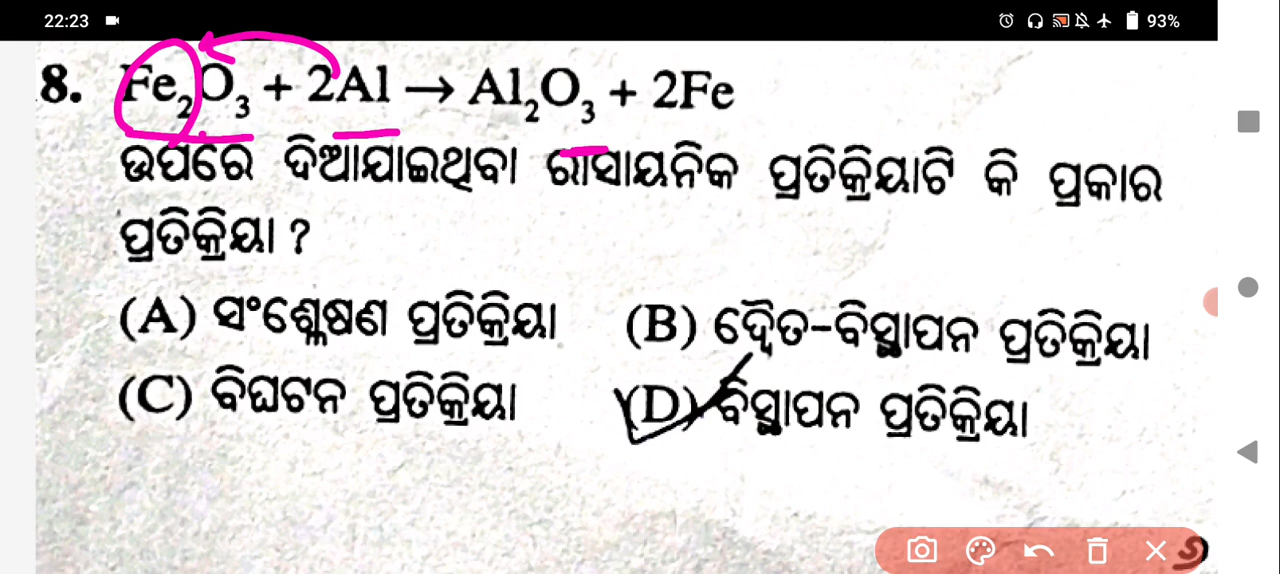 22:23 93%
8. Fe₂O₃ + 2Al → Al₂O₃ + 2Fe
ଉପରେ ଦିଆଯାଇଥିବା ରାସାୟନିକ ପ୍ରତିକ୍ରିୟାଟି କି ପ୍ରକାର
ପ୍ରତିକ୍ରିୟା ?
(A) ସଂଶ୍ଳେଷଣ ପ୍ରତିକ୍ରିୟା (B) ଦ୍ୱୈତ-ବିସ୍ଥାପନ ପ୍ରତିକ୍ରିୟା
(C) ବିଘଟନ ପ୍ରତିକ୍ରିୟା (D) ବିସ୍ଥାପନ ପ୍ରତିକ୍ରିୟା